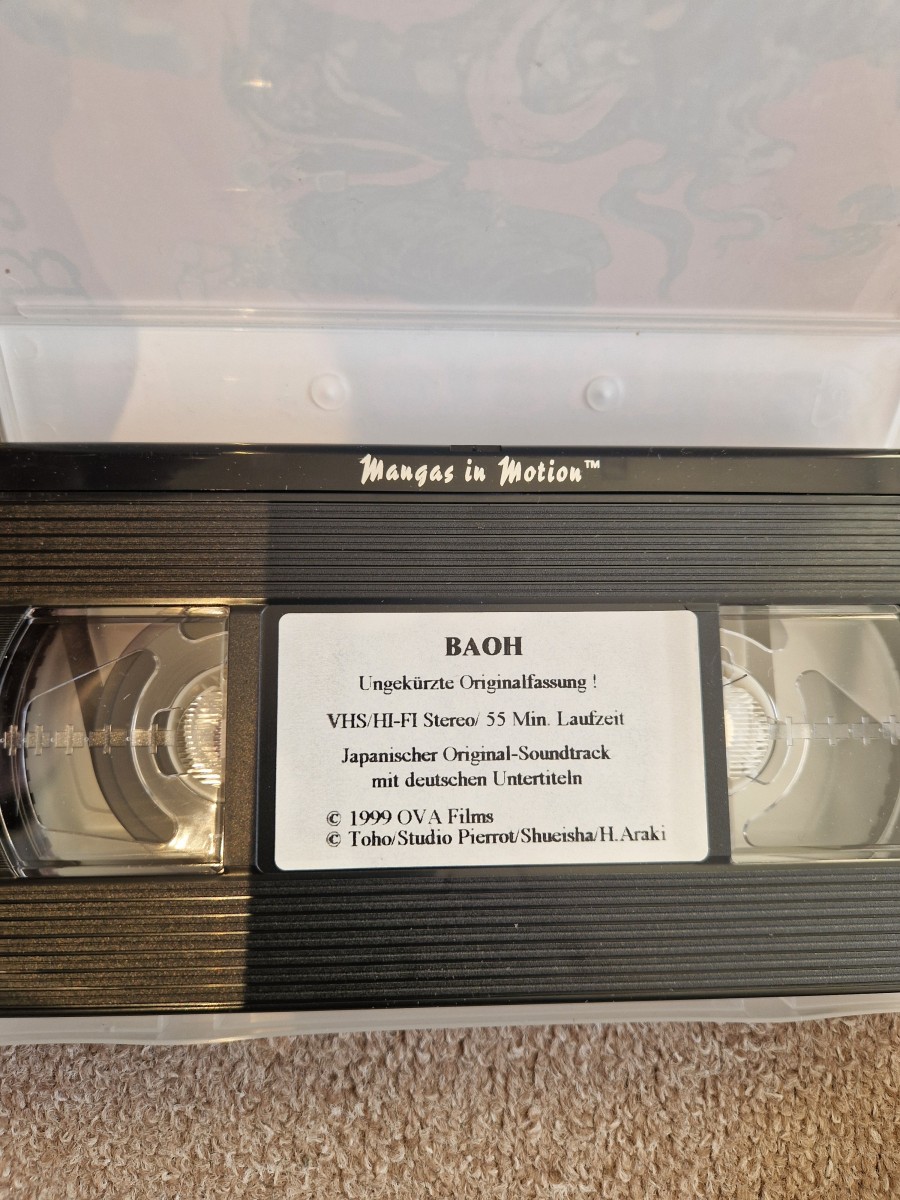 Mangas in Motion™
BAOH
Ungekürzte Originalfassung !
VHS/HI-FI Stereo/ 55 Min. Laufzeit
Japanischer Original-Soundtrack
mit deutschen Untertiteln
© 1999 OVA Films
© Toho/Studio Pierrot/Shueisha/H.Araki